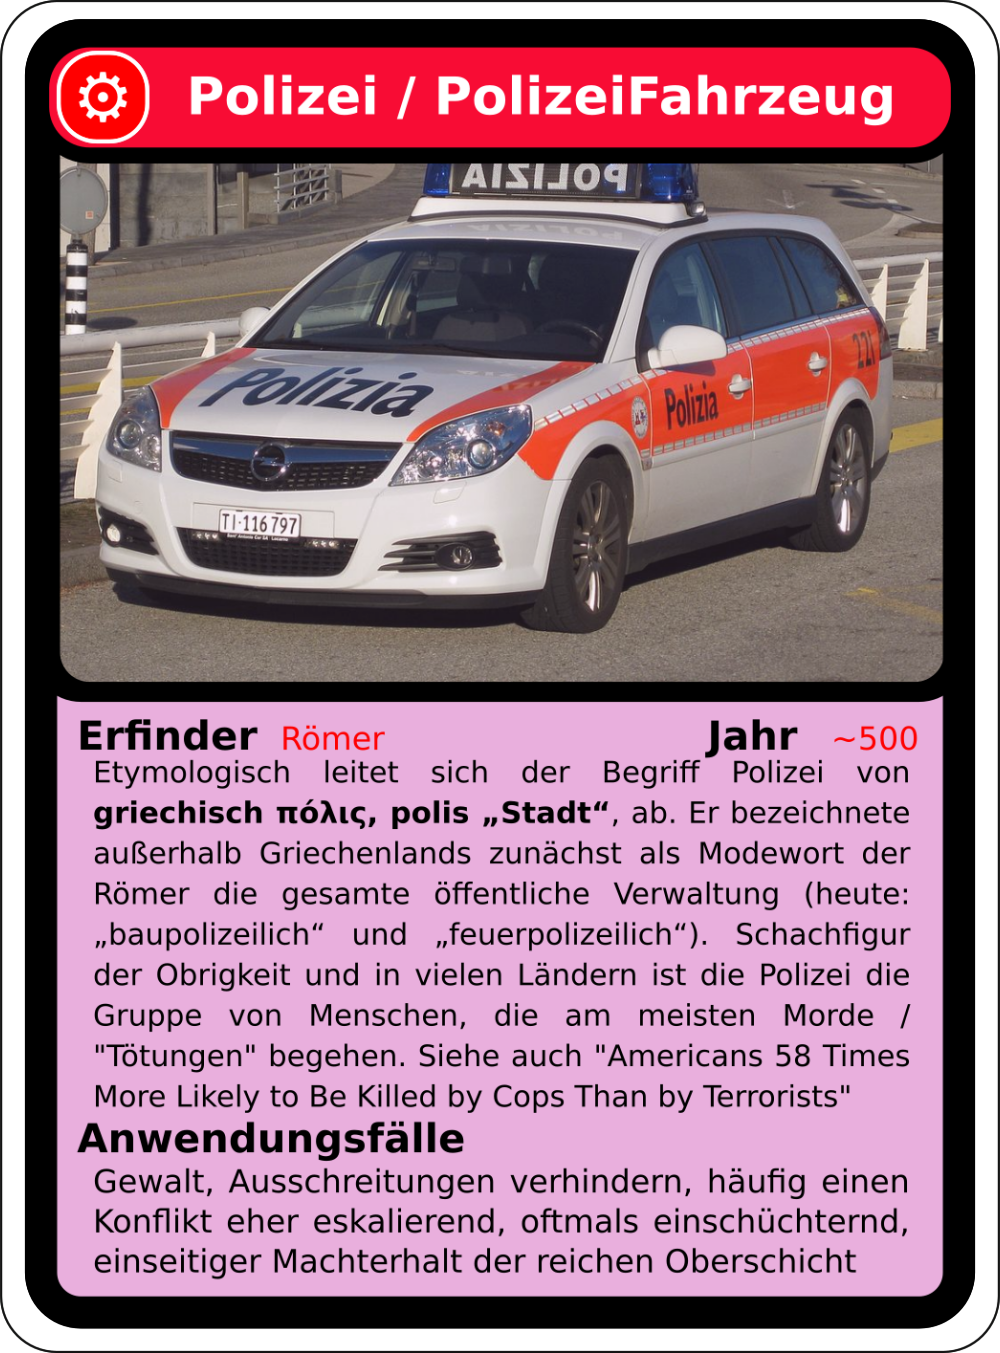 Polizei / PolizeiFahrzeug
POLIZIA
Polizia
Polizia
221
TI·116797
Erfinder Römer Jahr ~500
Etymologisch leitet sich der Begriff Polizei von
griechisch πόλις, polis „Stadt“, ab. Er bezeichnete
außerhalb Griechenlands zunächst als Modewort der
Römer die gesamte öffentliche Verwaltung (heute:
„baupolizeilich“ und „feuerpolizeilich“). Schachfigur
der Obrigkeit und in vielen Ländern ist die Polizei die
Gruppe von Menschen, die am meisten Morde /
"Tötungen" begehen. Siehe auch "Americans 58 Times
More Likely to Be Killed by Cops Than by Terrorists"
Anwendungsfälle
Gewalt, Ausschreitungen verhindern, häufig einen
Konflikt eher eskalierend, oftmals einschüchternd,
einseitiger Machterhalt der reichen Oberschicht